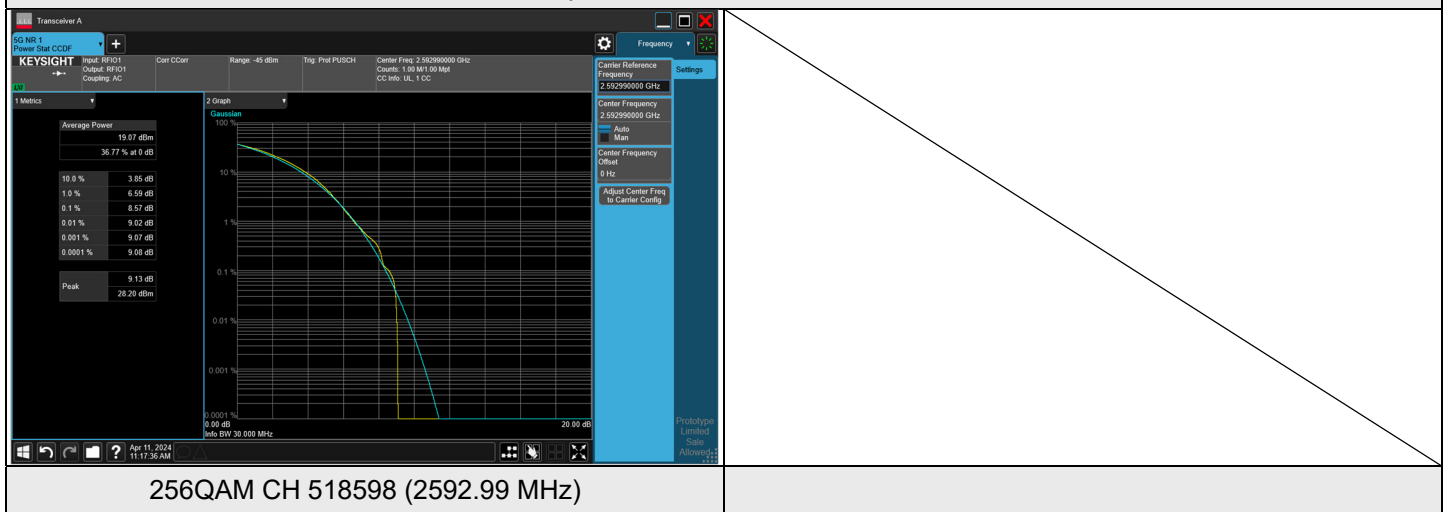 Transceiver A
5G NR 1
Power Stat CCDF
+
Frequency
KEYSIGHT
Input: RFIO1
Output: RFIO1
Coupling: AC
Corr CCorr
Range: -45 dBm
Trig: Prot PUSCH
Center Freq: 2.592990000 GHz
Counts: 1.00 M/1.00 Mpt
CC Info: UL, 1 CC
LXI
Carrier Reference
Frequency
2.592990000 GHz
Settings
Center Frequency
2.592990000 GHz
Auto
Man
Center Frequency
Offset
0 Hz
Adjust Center Freq
to Carrier Config
1 Metrics
Average Power
19.07 dBm
36.77 % at 0 dB
10.0 % 3.85 dB
1.0 % 6.59 dB
0.1 % 8.57 dB
0.01 % 9.02 dB
0.001 % 9.07 dB
0.0001 % 9.08 dB
Peak
9.13 dB
28.20 dBm
2 Graph
Gaussian
100 %
10 %
1 %
0.1 %
0.01 %
0.001 %
0.0001 %
0.00 dB
20.00 dB
Info BW 30.000 MHz
Prototype
Limited
Sale
Allowed
?
Apr 11, 2024
11:17:36 AM
256QAM CH 518598 (2592.99 MHz)